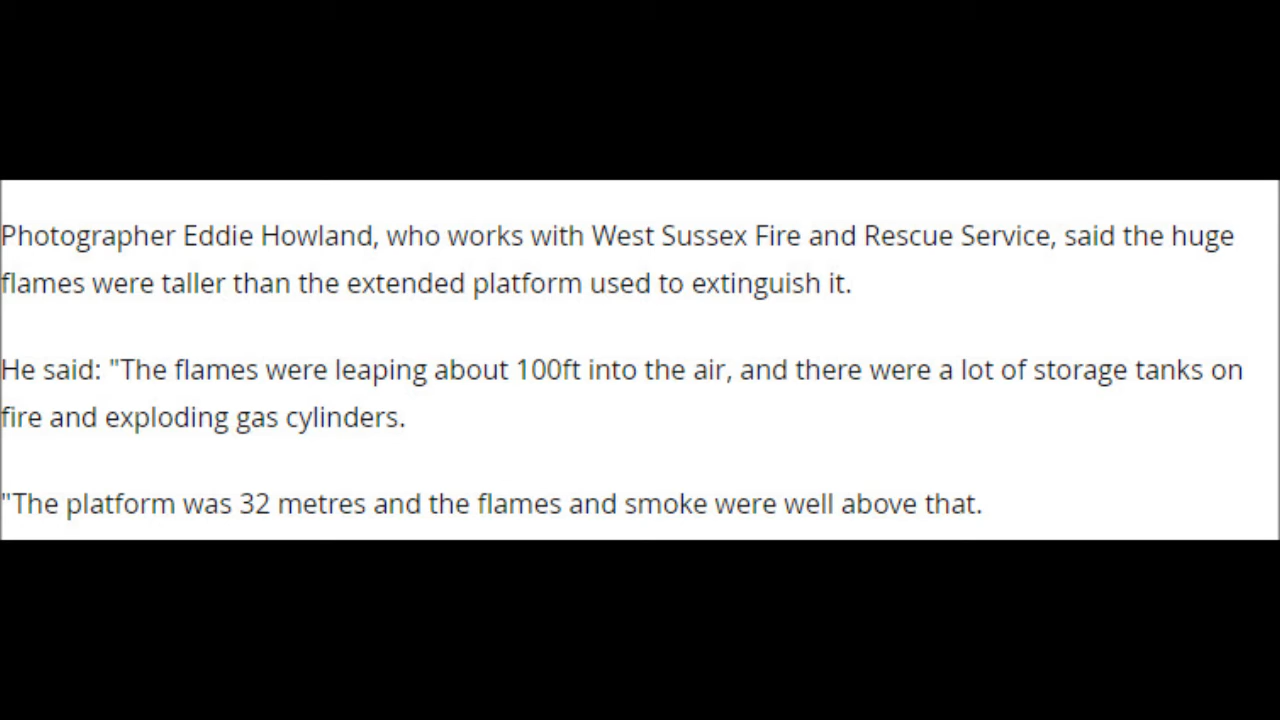 Photographer Eddie Howland, who works with West Sussex Fire and Rescue Service, said the huge
flames were taller than the extended platform used to extinguish it.
He said: "The flames were leaping about 100ft into the air, and there were a lot of storage tanks on
fire and exploding gas cylinders.
"The platform was 32 metres and the flames and smoke were well above that.